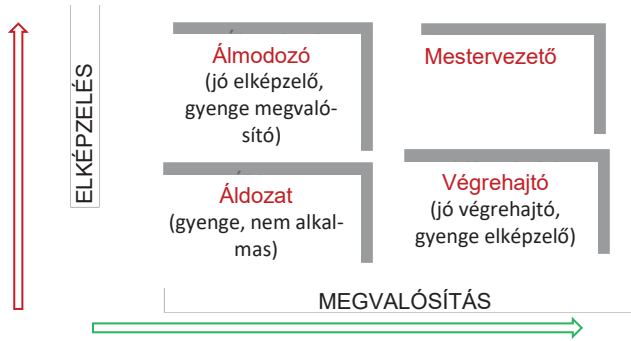 ELKÉPZELÉS
Álmodozó
(jó elképzelő,
gyenge megvaló-
sító)
Mestervezető
Áldozat
(gyenge, nem alkal-
mas)
Végrehajtó
(jó végrehajtó,
gyenge elképzelő)
MEGVALÓSÍTÁS